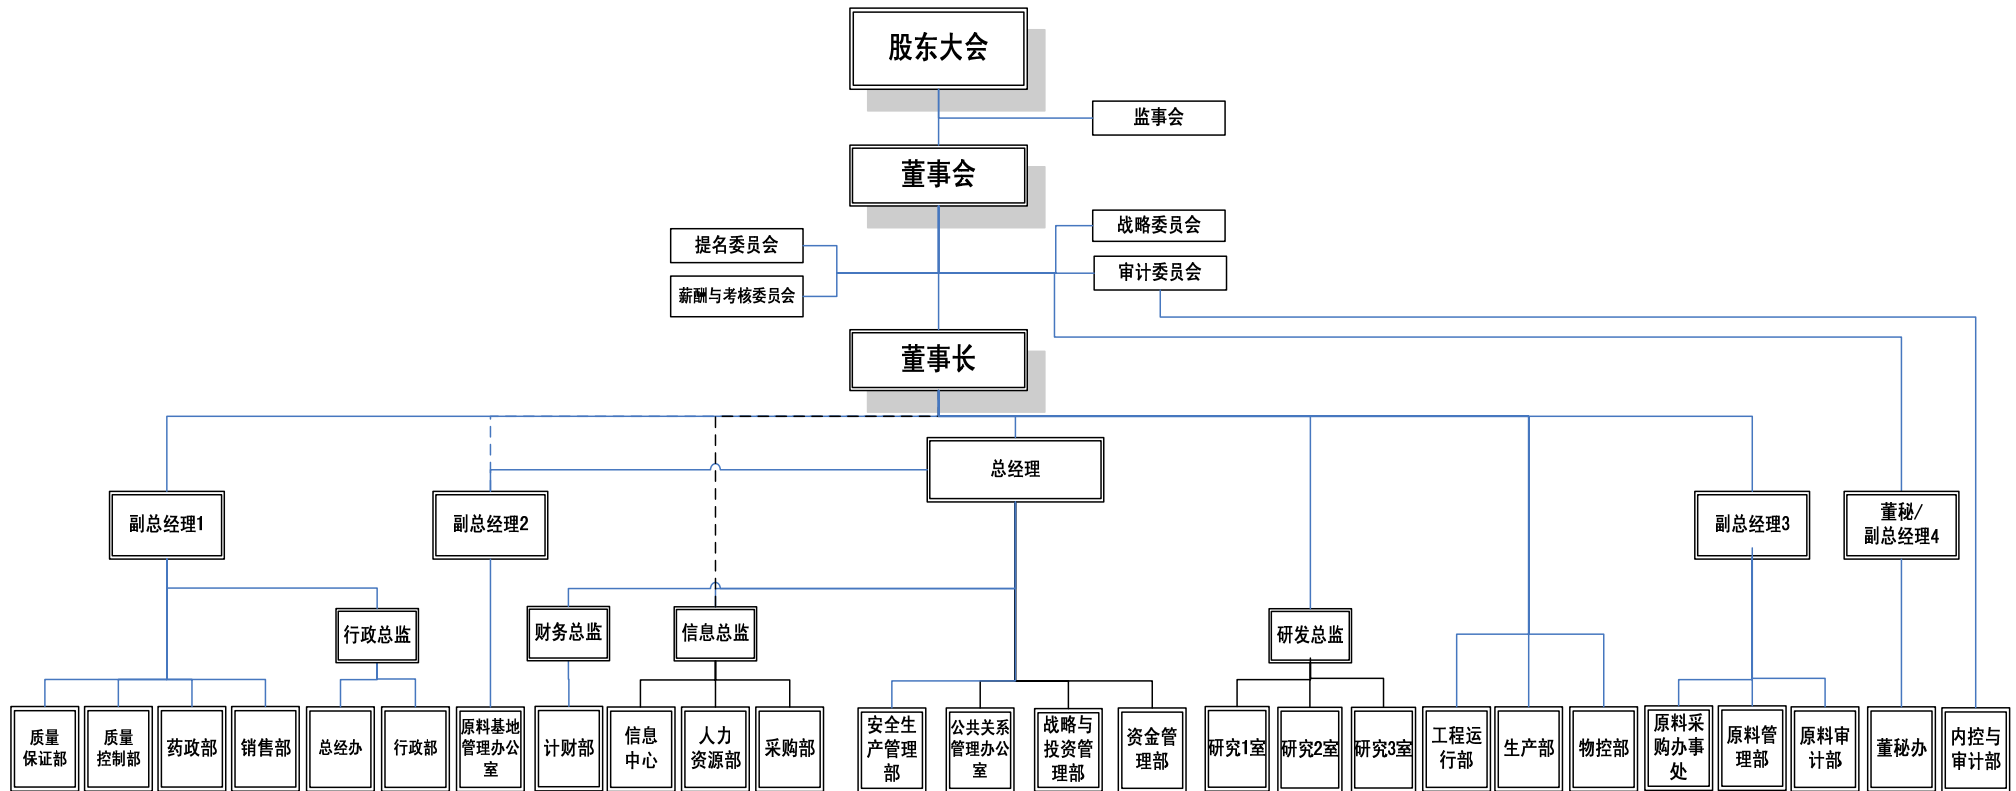 股东大会
监事会
董事会
战略委员会
提名委员会
审计委员会
薪酬与考核委员会
董事长
总经理
副总经理1
副总经理2
副总经理3
董秘/
副总经理4
行政总监
财务总监
信息总监
研发总监
质量
保证部
质量
控制部
药政部
销售部
总经办
行政部
原料基地
管理办公
室
计财部
信息
中心
人力
资源部
采购部
安全生
产管理
部
公共关系
管理办公
室
战略与
投资管
理部
资金管
理部
研究1室
研究2室
研究3室
工程运
行部
生产部
物控部
原料采
购办事
处
原料管
理部
原料审
计部
董秘办
内控与
审计部